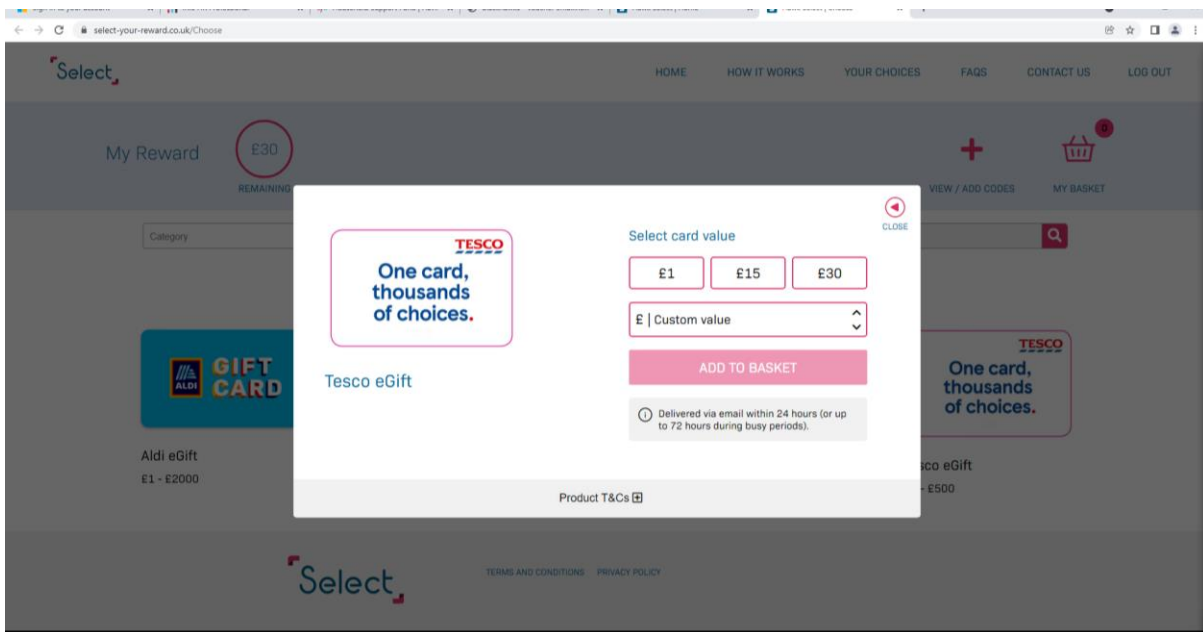 select-your-reward.co.uk/Choose
Select
HOME HOW IT WORKS YOUR CHOICES FAQS CONTACT US LOG OUT
My Reward
£30
REMAINING
0
VIEW / ADD CODES
MY BASKET
Category
CLOSE
TESCO
One card,
thousands
of choices.
Tesco eGift
Select card value
£1 £15 £30
£ | Custom value
ADD TO BASKET
Delivered via email within 24 hours (or up
to 72 hours during busy periods).
Product T&Cs
ALDI
GIFT
CARD
Aldi eGift
£1 - £2000
TESCO
One card,
thousands
of choices.
sco eGift
- £500
Select
TERMS AND CONDITIONS PRIVACY POLICY